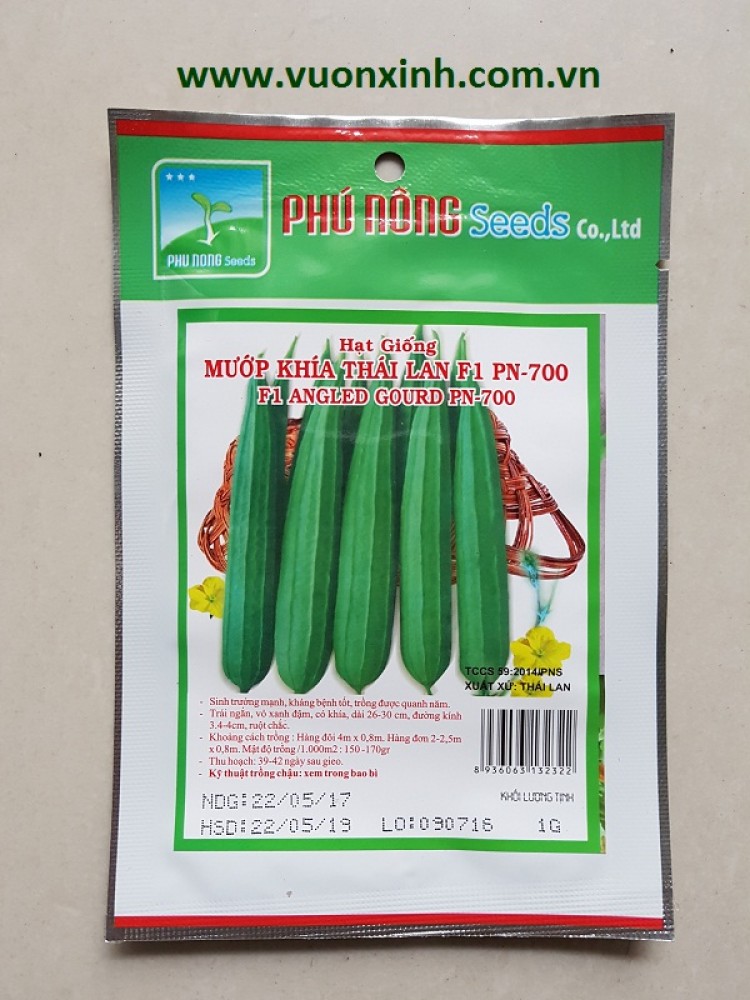 www.vuonxinh.com.vn
PHÚ NÔNG Seeds Co.,Ltd
PHU NONG Seeds
Hạt Giống
MƯỚP KHÍA THÁI LAN F1 PN-700
F1 ANGLED GOURD PN-700
TCCS 59:2014/PNS
XUẤT XỨ: THÁI LAN
- Sinh trưởng mạnh, kháng bệnh tốt, trồng được quanh năm.
- Trái ngắn, vỏ xanh đậm, có khía, dài 26-30 cm, đường kính
3.4-4cm, ruột chắc.
- Khoảng cách trồng : Hàng đôi 4m x 0,8m. Hàng đơn 2-2,5m
x 0,8m. Mật độ trồng /1.000m2 : 150 -170gr
- Thu hoạch: 39-42 ngày sau gieo.
- Kỹ thuật trồng chậu: xem trong bao bì
8 936063 132322
NDG:22/05/17
KHỐI LƯỢNG TỊNH
HSD:22/05/19 LO:090716 1G